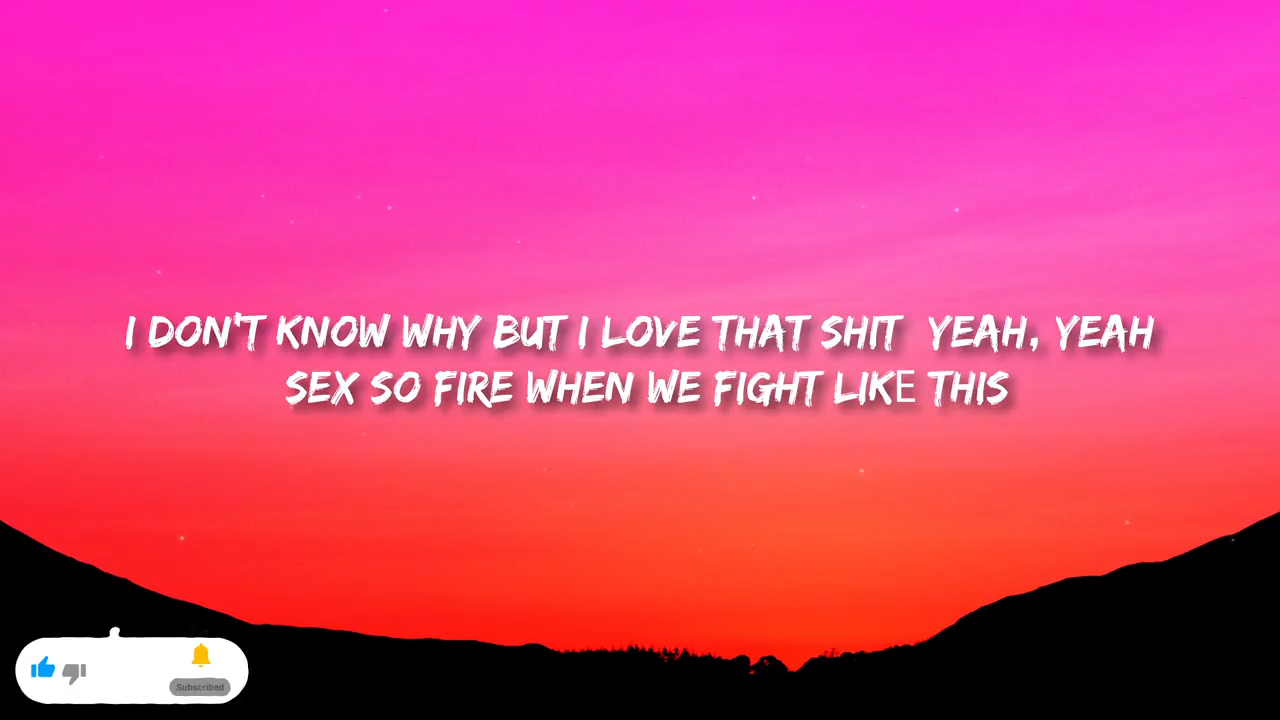 I DON'T KNOW WHY BUT I LOVE THAT SHIT  YEAH, YEAH
SEX SO FIRE WHEN WE FIGHT LIKE THIS
Subscribed